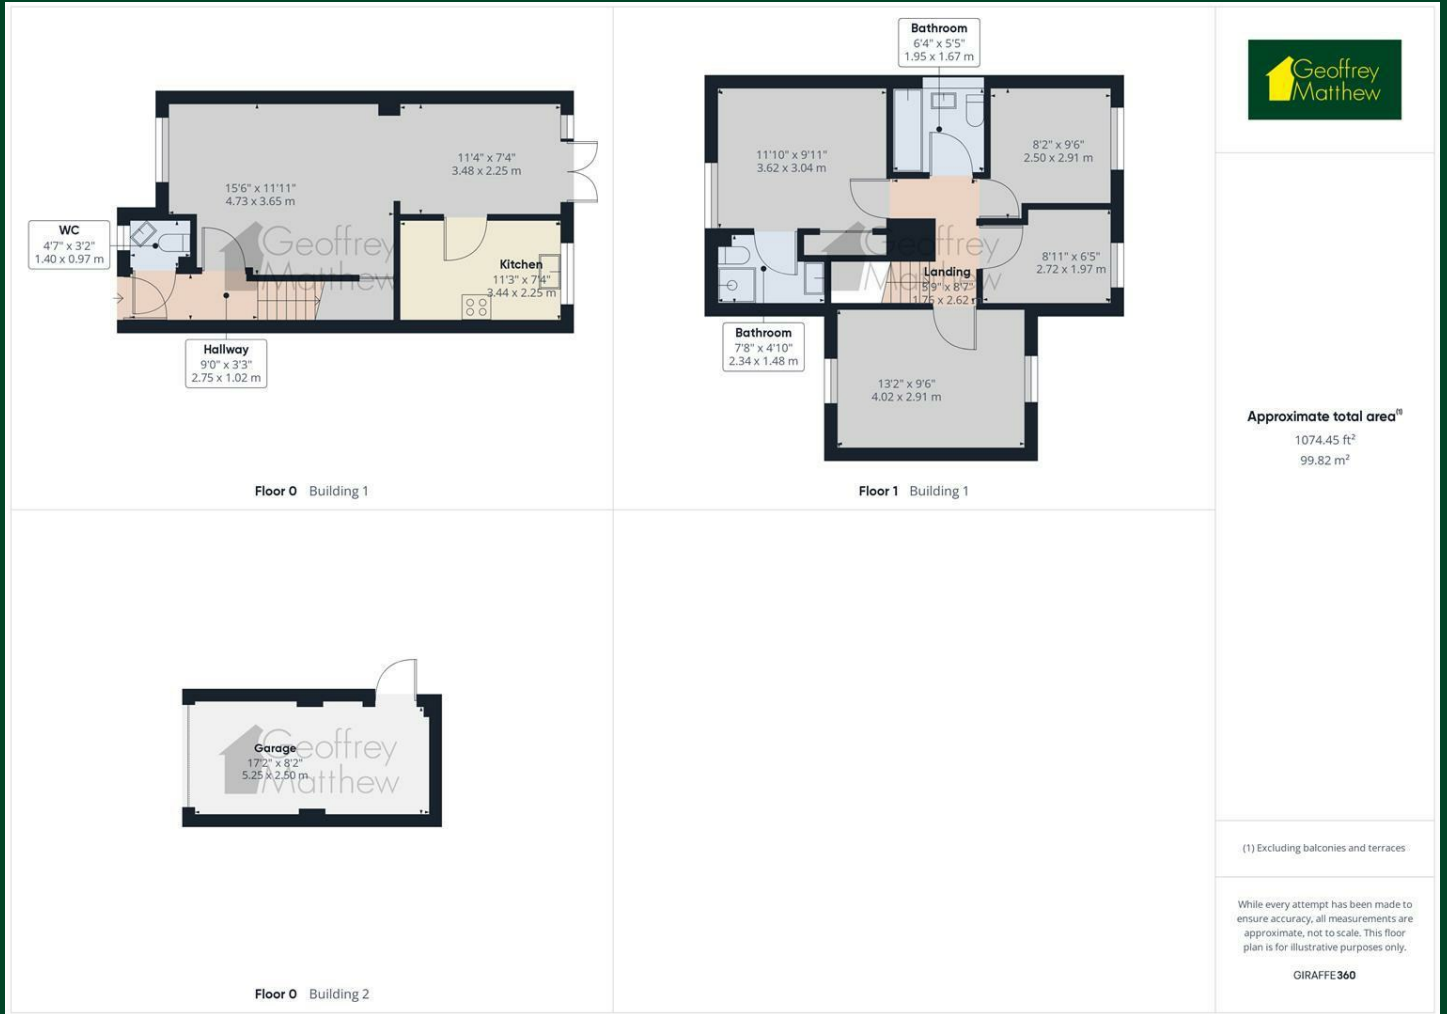 Bathroom
6'4" x 5'5"
1.95 x 1.67 m
11'4" x 7'4"
3.48 x 2.25 m
15'6" x 11'11"
4.73 x 3.65 m
WC
4'7" x 3'2"
1.40 x 0.97 m
Geoffrey
Matthew
Kitchen
11'3" x 7'4"
3.44 x 2.25 m
Hallway
9'0" x 3'3"
2.75 x 1.02 m
Floor 0 Building 1
11'10" x 9'11"
3.62 x 3.04 m
8'2" x 9'6"
2.50 x 2.91 m
Geoffrey
Matthew
8'11" x 6'5"
2.72 x 1.97 m
Landing
5'9" x 8'7"
1.75 x 2.62 m
Bathroom
7'8" x 4'10"
2.34 x 1.48 m
13'2" x 9'6"
4.02 x 2.91 m
Floor 1 Building 1
Geoffrey
Matthew
Garage
17'2" x 8'2"
5.25 x 2.50 m
Floor 0 Building 2
Geoffrey
Matthew
Approximate total area(1)
1074.45 ft²
99.82 m²
(1) Excluding balconies and terraces
While every attempt has been made to
ensure accuracy, all measurements are
approximate, not to scale. This floor
plan is for illustrative purposes only.
GIRAFFE360